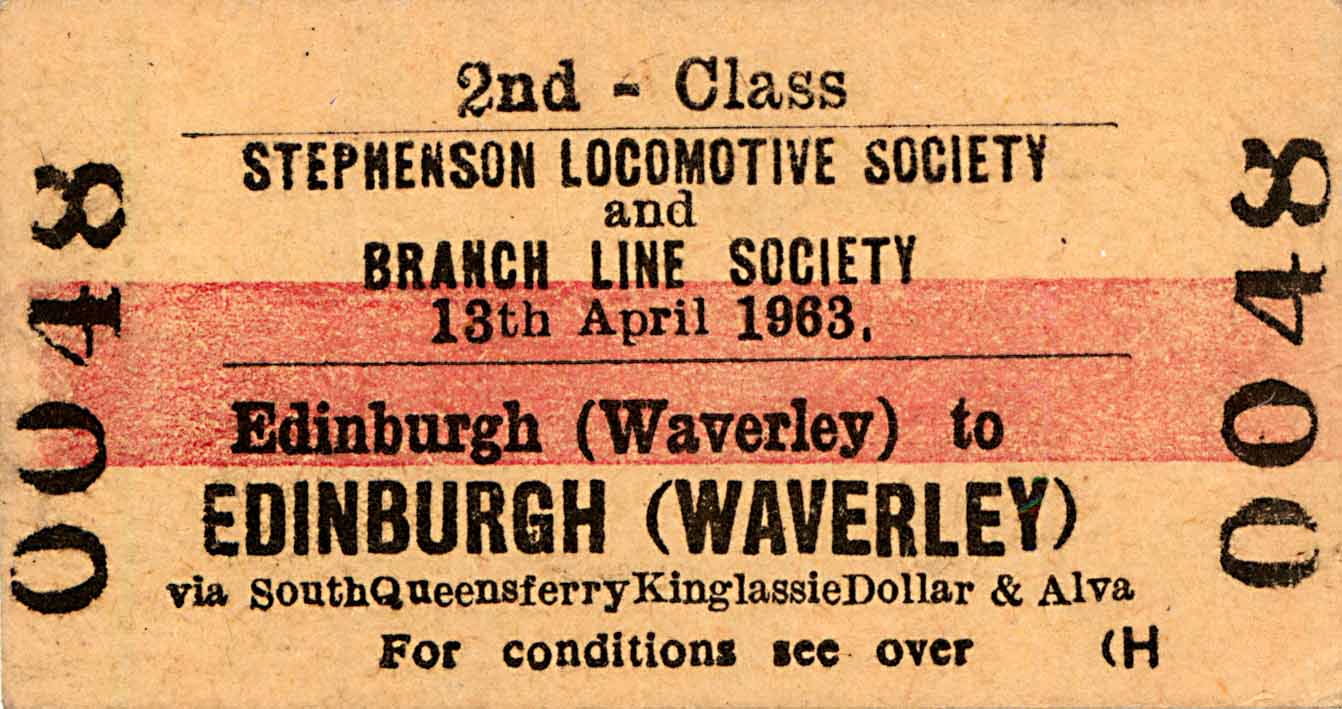 2nd - Class
STEPHENSON LOCOMOTIVE SOCIETY
and
BRANCH LINE SOCIETY
13th April 1963.
Edinburgh (Waverley) to
EDINBURGH (WAVERLEY)
via SouthQueensferryKinglassieDollar & Alva
For conditions see over (H
0048
0048